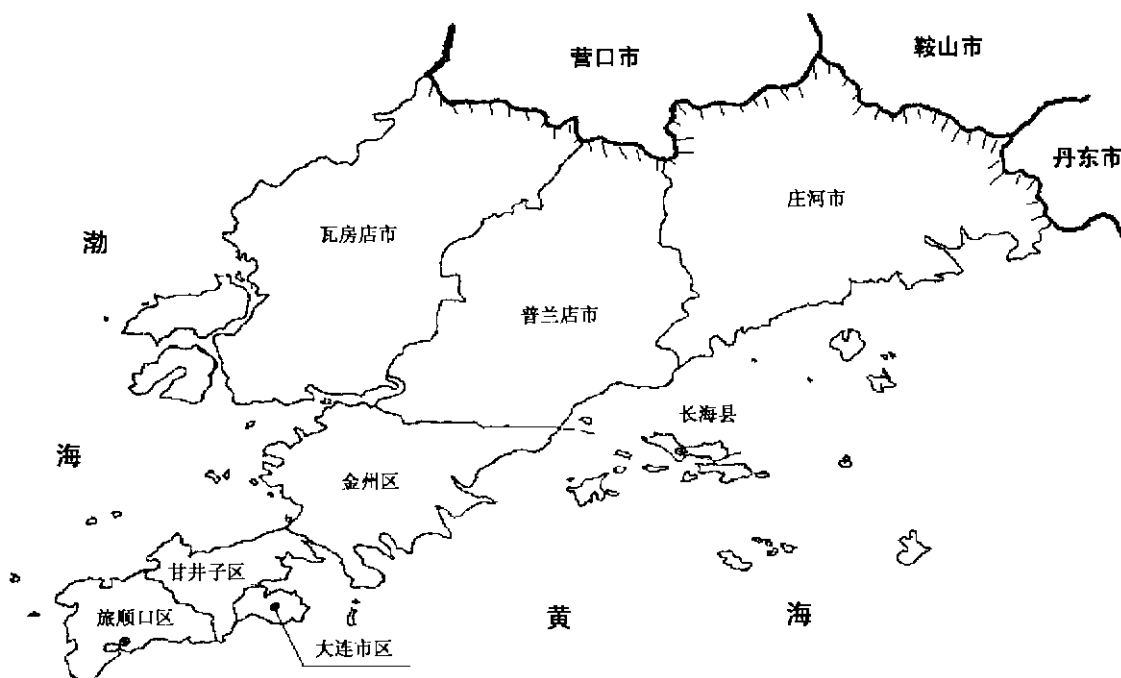 营口市
鞍山市
丹东市
庄河市
瓦房店市
渤
普兰店市
长海县
海
金州区
甘井子区
旅顺口区
黄
海
大连市区